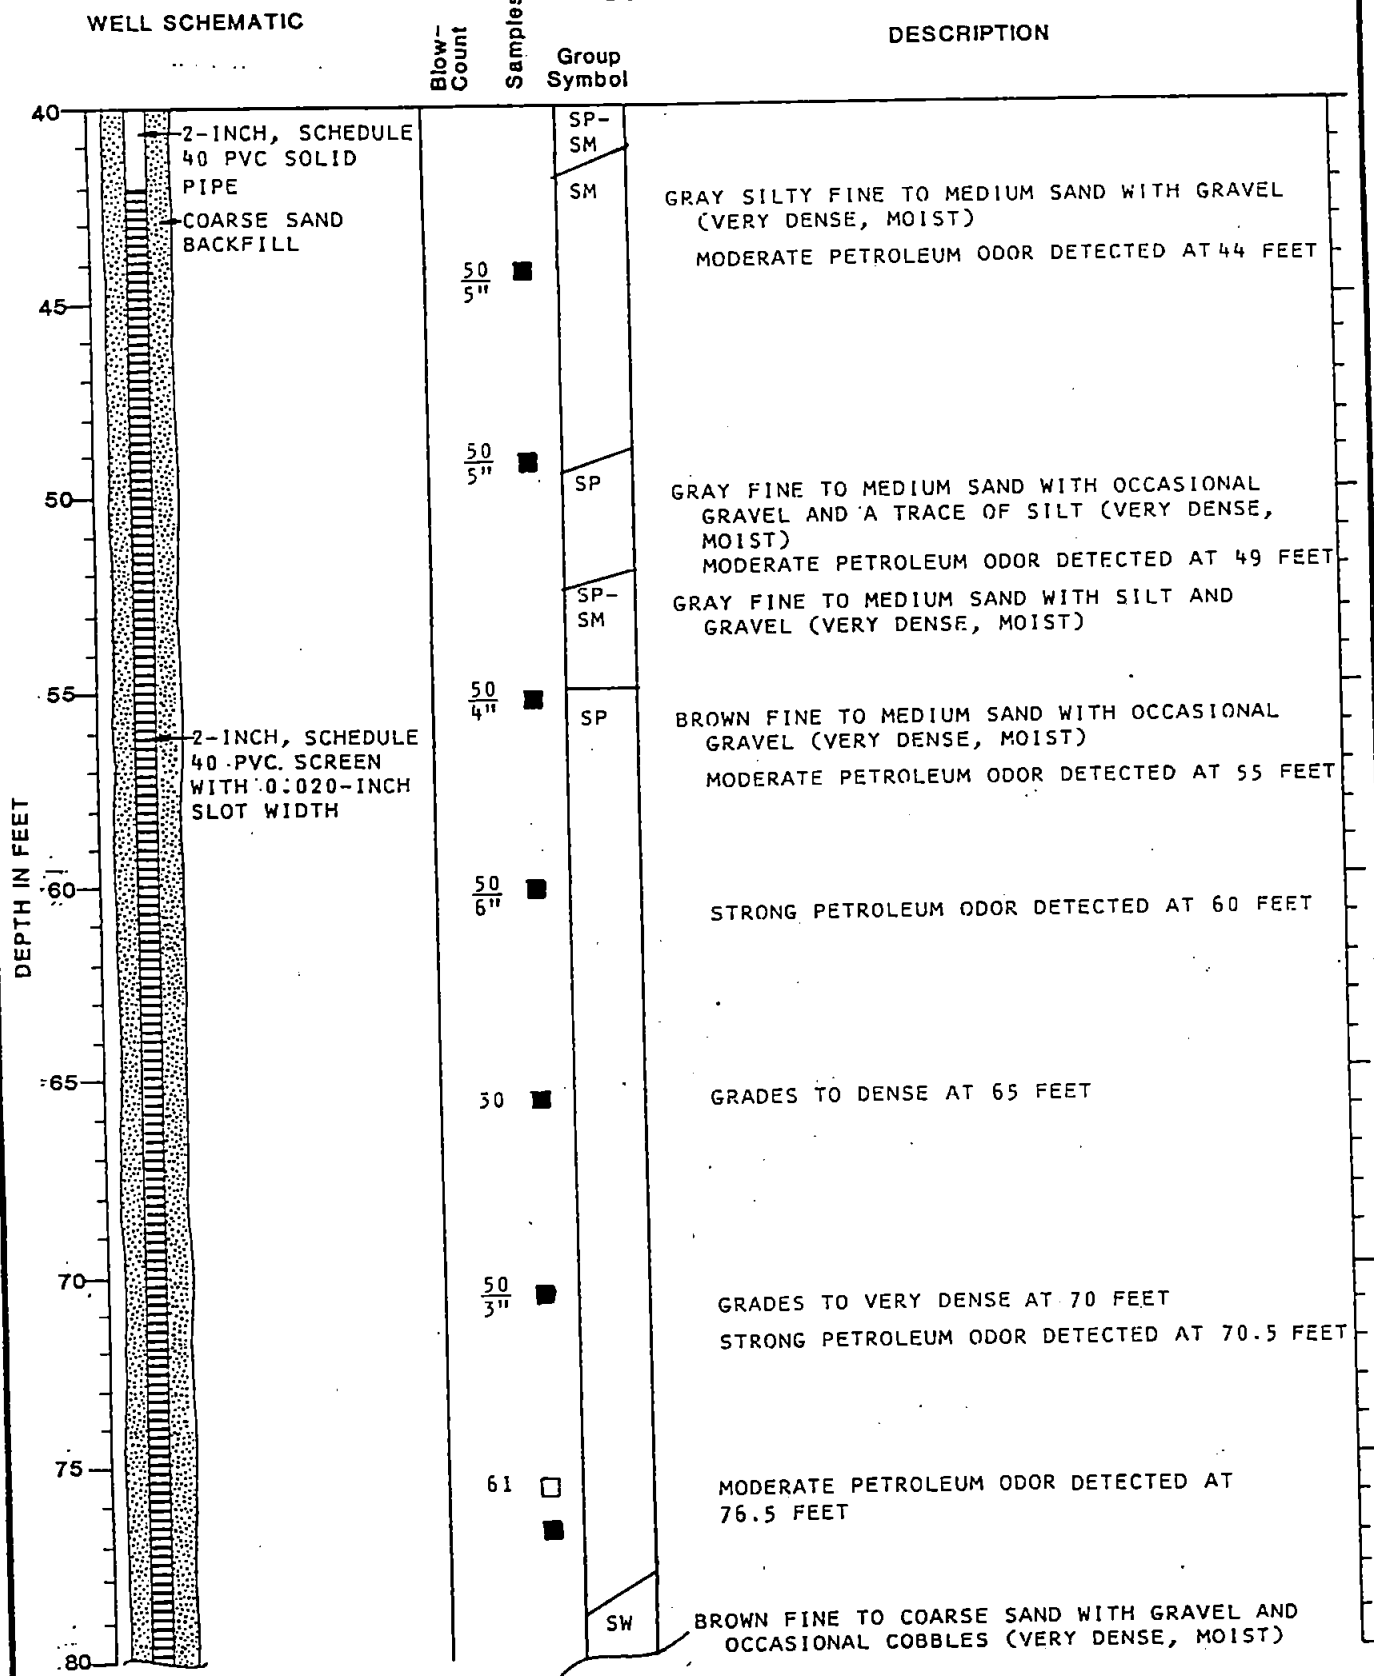 WELL SCHEMATIC
Blow-
Count
Samples
Group
Symbol
DESCRIPTION
40
2-INCH, SCHEDULE
40 PVC SOLID
PIPE
COARSE SAND
BACKFILL
SP-
SM
SM
GRAY SILTY FINE TO MEDIUM SAND WITH GRAVEL
(VERY DENSE, MOIST)
MODERATE PETROLEUM ODOR DETECTED AT 44 FEET
50
5"
45
50
5"
50
SP
GRAY FINE TO MEDIUM SAND WITH OCCASIONAL
GRAVEL AND A TRACE OF SILT (VERY DENSE,
MOIST)
MODERATE PETROLEUM ODOR DETECTED AT 49 FEET
SP-
SM
GRAY FINE TO MEDIUM SAND WITH SILT AND
GRAVEL (VERY DENSE, MOIST)
55
50
4"
SP
BROWN FINE TO MEDIUM SAND WITH OCCASIONAL
GRAVEL (VERY DENSE, MOIST)
MODERATE PETROLEUM ODOR DETECTED AT 55 FEET
2-INCH, SCHEDULE
40 PVC SCREEN
WITH 0.020-INCH
SLOT WIDTH
DEPTH IN FEET
60
50
6"
STRONG PETROLEUM ODOR DETECTED AT 60 FEET
65
GRADES TO DENSE AT 65 FEET
70
50
3"
GRADES TO VERY DENSE AT 70 FEET
STRONG PETROLEUM ODOR DETECTED AT 70.5 FEET
75
61
MODERATE PETROLEUM ODOR DETECTED AT
76.5 FEET
SW
BROWN FINE TO COARSE SAND WITH GRAVEL AND
OCCASIONAL COBBLES (VERY DENSE, MOIST)
80